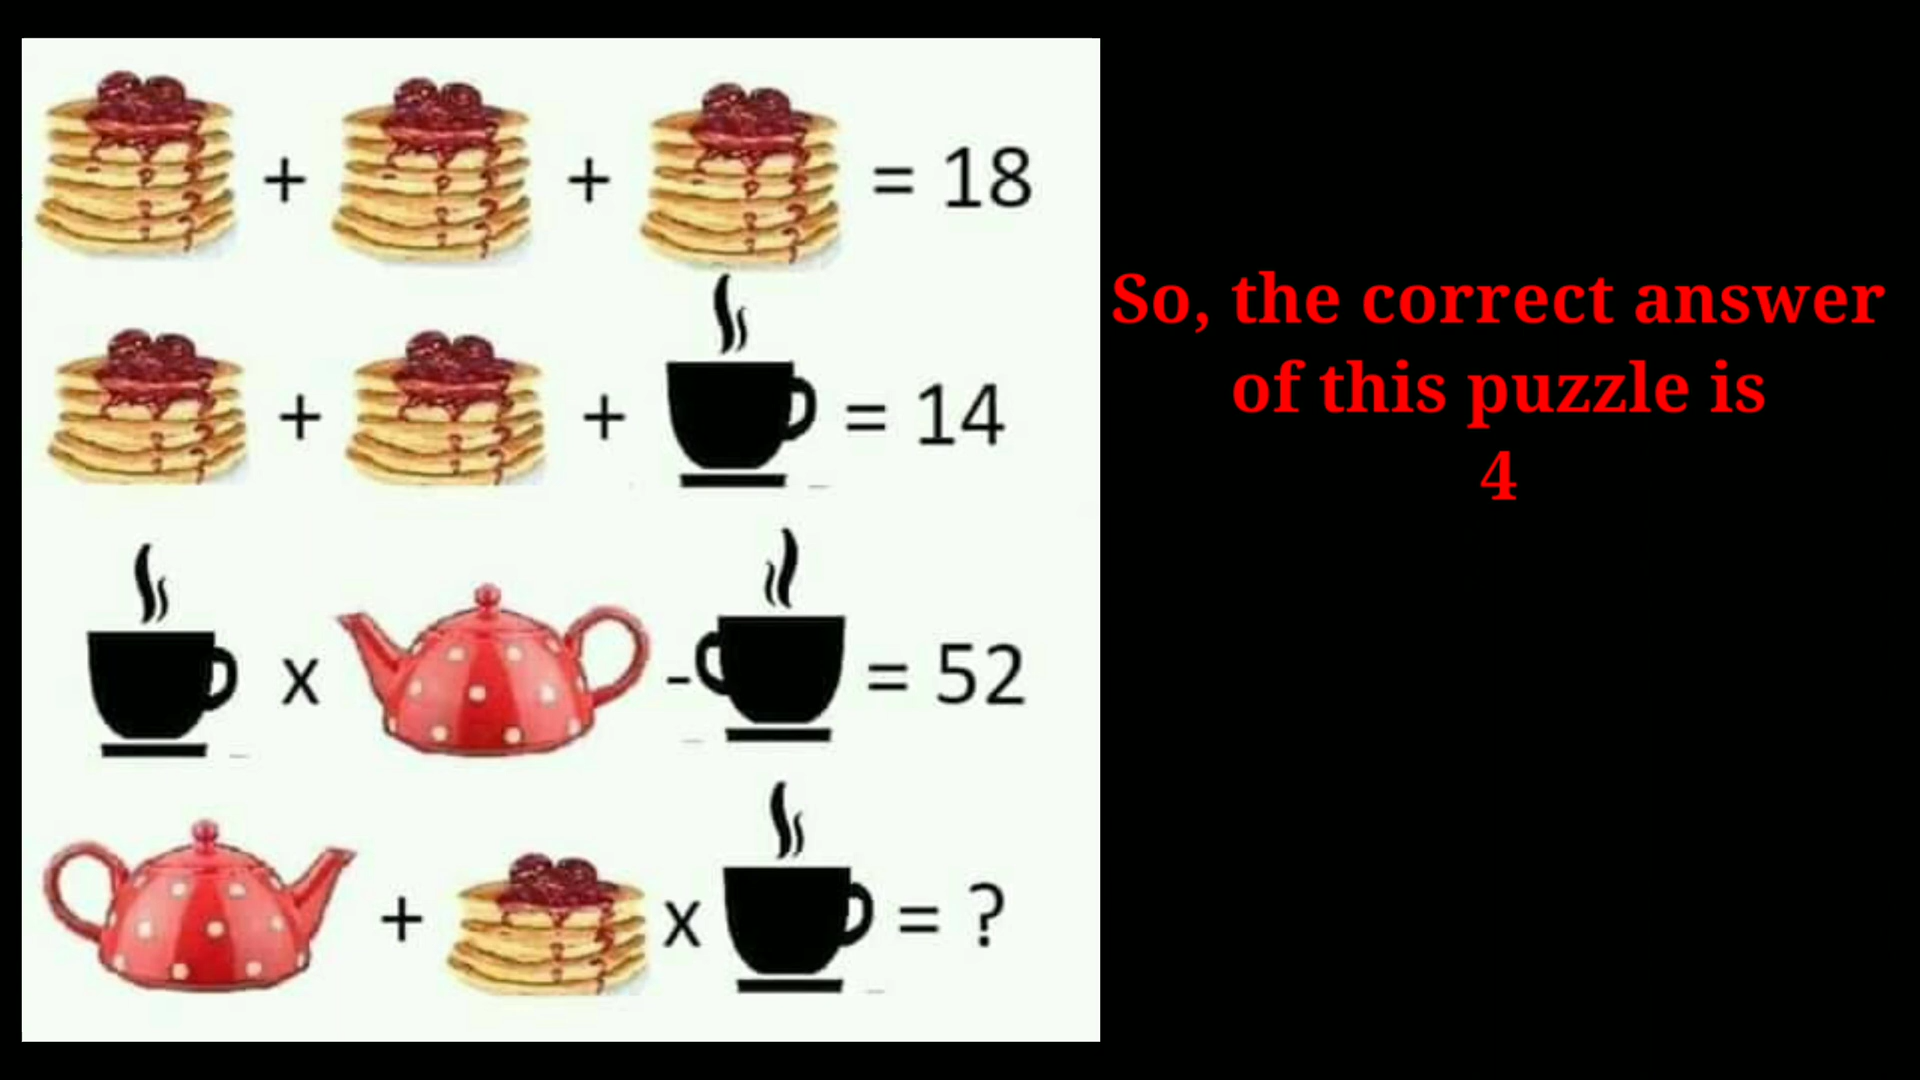 + + = 18
+ + = 14
x - = 52
+ x = ?
So, the correct answer
of this puzzle is
4